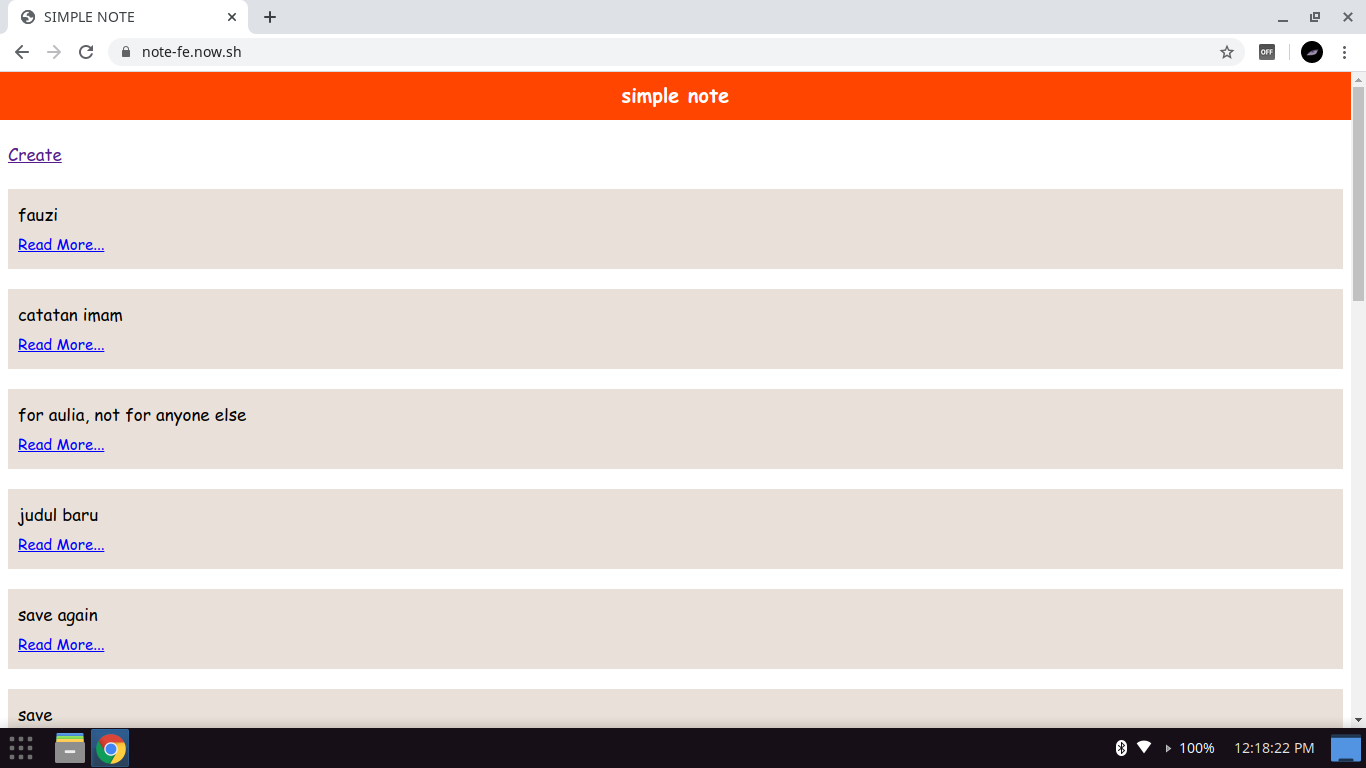 SIMPLE NOTE
note-fe.now.sh
OFF
simple note
Create
fauzi
Read More...
catatan imam
Read More...
for aulia, not for anyone else
Read More...
judul baru
Read More...
save again
Read More...
save
100%
12:18:22 PM